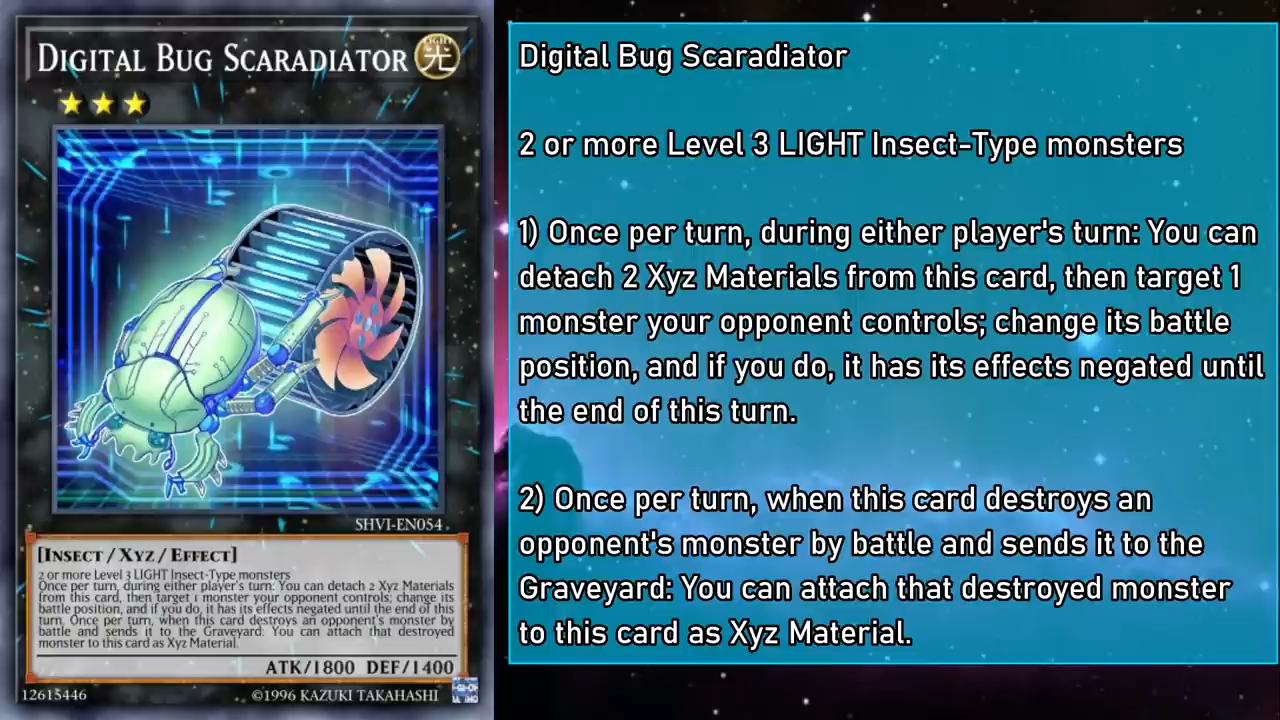 DIGITAL BUG SCARADIATOR
LIGHT
光
SHVI-EN054
[INSECT / XYZ / EFFECT]
2 or more Level 3 LIGHT Insect-Type monsters
Once per turn, during either player's turn: You can detach 2 Xyz Materials
from this card, then target 1 monster your opponent controls; change its
battle position, and if you do, it has its effects negated until the end of this
turn. Once per turn, when this card destroys an opponent's monster by
battle and sends it to the Graveyard: You can attach that destroyed
monster to this card as Xyz Material.
ATK/1800 DEF/1400
12615446
©1996 KAZUKI TAKAHASHI
Digital Bug Scaradiator
2 or more Level 3 LIGHT Insect-Type monsters
1) Once per turn, during either player's turn: You can
detach 2 Xyz Materials from this card, then target 1
monster your opponent controls; change its battle
position, and if you do, it has its effects negated until
the end of this turn.
2) Once per turn, when this card destroys an
opponent's monster by battle and sends it to the
Graveyard: You can attach that destroyed monster
to this card as Xyz Material.